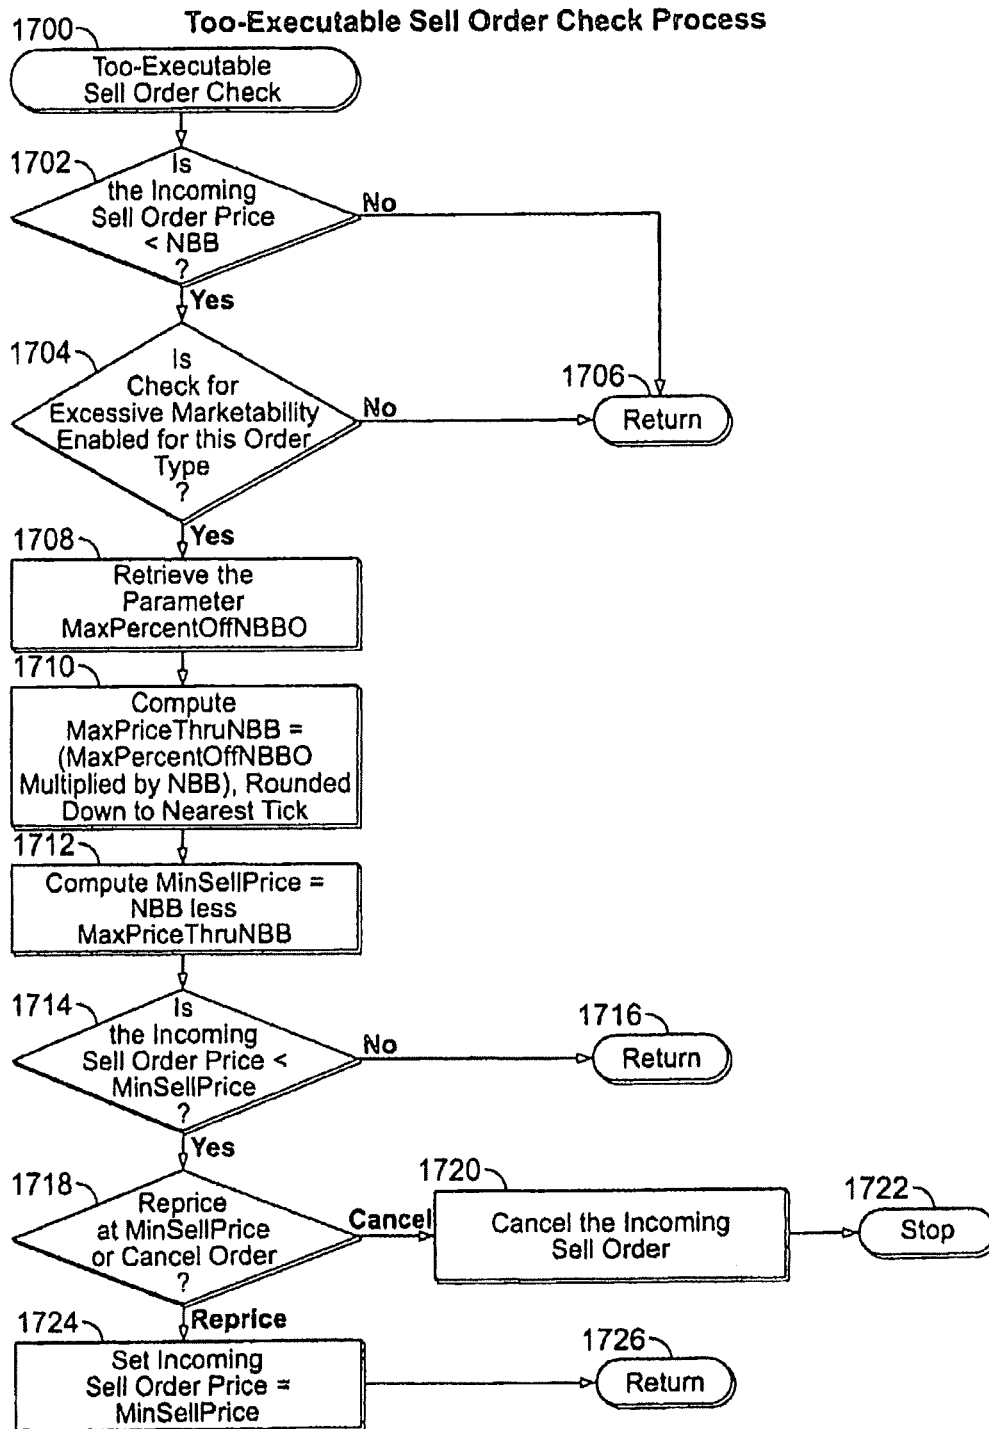 Too-Executable Sell Order Check Process
1700
Too-Executable
Sell Order Check
1702
Is
the Incoming
Sell Order Price
< NBB
?
No
Yes
1704
Is
Check for
Excessive Marketability
Enabled for this Order
Type
?
No
1706
Return
Yes
1708
Retrieve the
Parameter
MaxPercentOffNBBO
1710
Compute
MaxPriceThruNBB =
(MaxPercentOffNBBO
Multiplied by NBB), Rounded
Down to Nearest Tick
1712
Compute MinSellPrice =
NBB less
MaxPriceThruNBB
1714
Is
the Incoming
Sell Order Price <
MinSellPrice
?
No
1716
Return
Yes
1718
Reprice
at MinSellPrice
or Cancel Order
?
Cancel
1720
Cancel the Incoming
Sell Order
1722
Stop
Reprice
1724
Set Incoming
Sell Order Price =
MinSellPrice
1726
Return